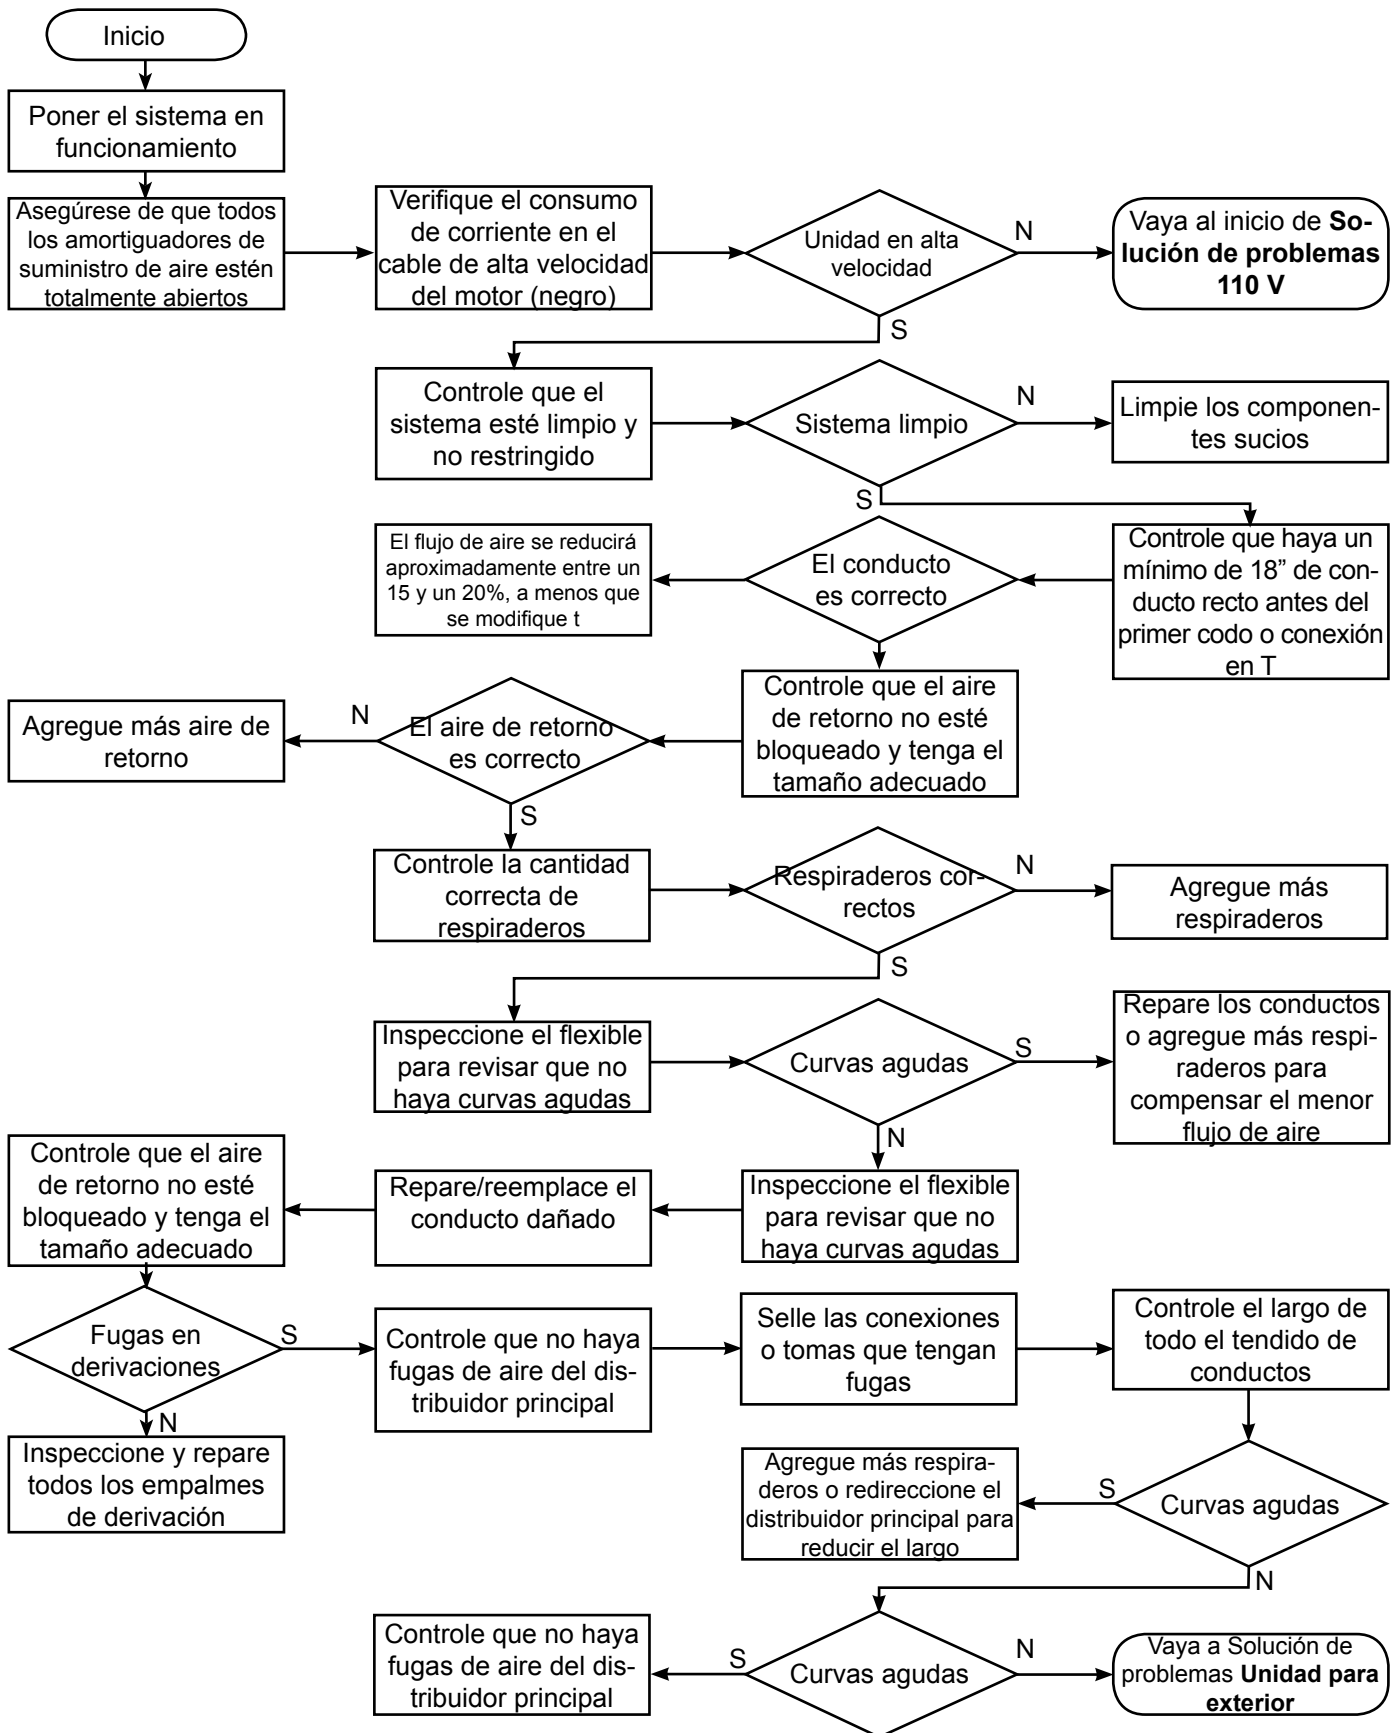 Inicio
Poner el sistema en
funcionamiento
Asegúrese de que todos
los amortiguadores de
suministro de aire estén
totalmente abiertos
Verifique el consumo
de corriente en el
cable de alta velocidad
del motor (negro)
Unidad en alta
velocidad
N
Vaya al inicio de So-
lución de problemas
110 V
S
Controle que el
sistema esté limpio y
no restringido
Sistema limpio
N
Limpie los componen-
tes sucios
S
Controle que haya un
mínimo de 18” de con-
ducto recto antes del
primer codo o conexión
en T
El conducto
es correcto
El flujo de aire se reducirá
aproximadamente entre un
15 y un 20%, a menos que
se modifique t
Controle que el aire
de retorno no esté
bloqueado y tenga el
tamaño adecuado
El aire de retorno
es correcto
N
Agregue más aire de
retorno
S
Controle la cantidad
correcta de
respiraderos
Respiraderos cor-
rectos
N
Agregue más
respiraderos
S
Inspeccione el flexible
para revisar que no
haya curvas agudas
Curvas agudas
S
Repare los conductos
o agregue más respi-
raderos para
compensar el menor
flujo de aire
N
Inspeccione el flexible
para revisar que no
haya curvas agudas
Repare/reemplace el
conducto dañado
Controle que el aire
de retorno no esté
bloqueado y tenga el
tamaño adecuado
Fugas en
derivaciones
S
N
Inspeccione y repare
todos los empalmes
de derivación
Controle que no haya
fugas de aire del dis-
tribuidor principal
Selle las conexiones
o tomas que tengan
fugas
Controle el largo de
todo el tendido de
conductos
Curvas agudas
S
Agregue más respira-
deros o redireccione el
distribuidor principal para
reducir el largo
N
Curvas agudas
S
Controle que no haya
fugas de aire del dis-
tribuidor principal
N
Vaya a Solución de
problemas Unidad para
exterior